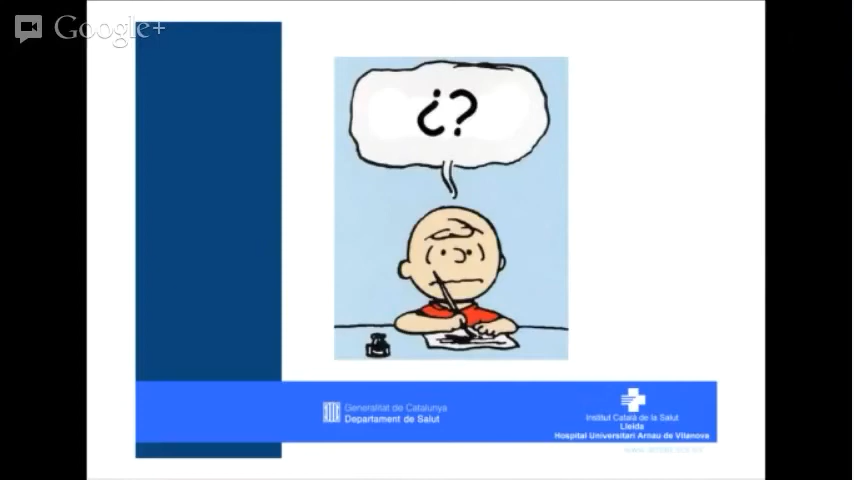 Google+
¿?
Generalitat de Catalunya
Departament de Salut
Institut Català de la Salut
Lleida
Hospital Universitari Arnau de Vilanova